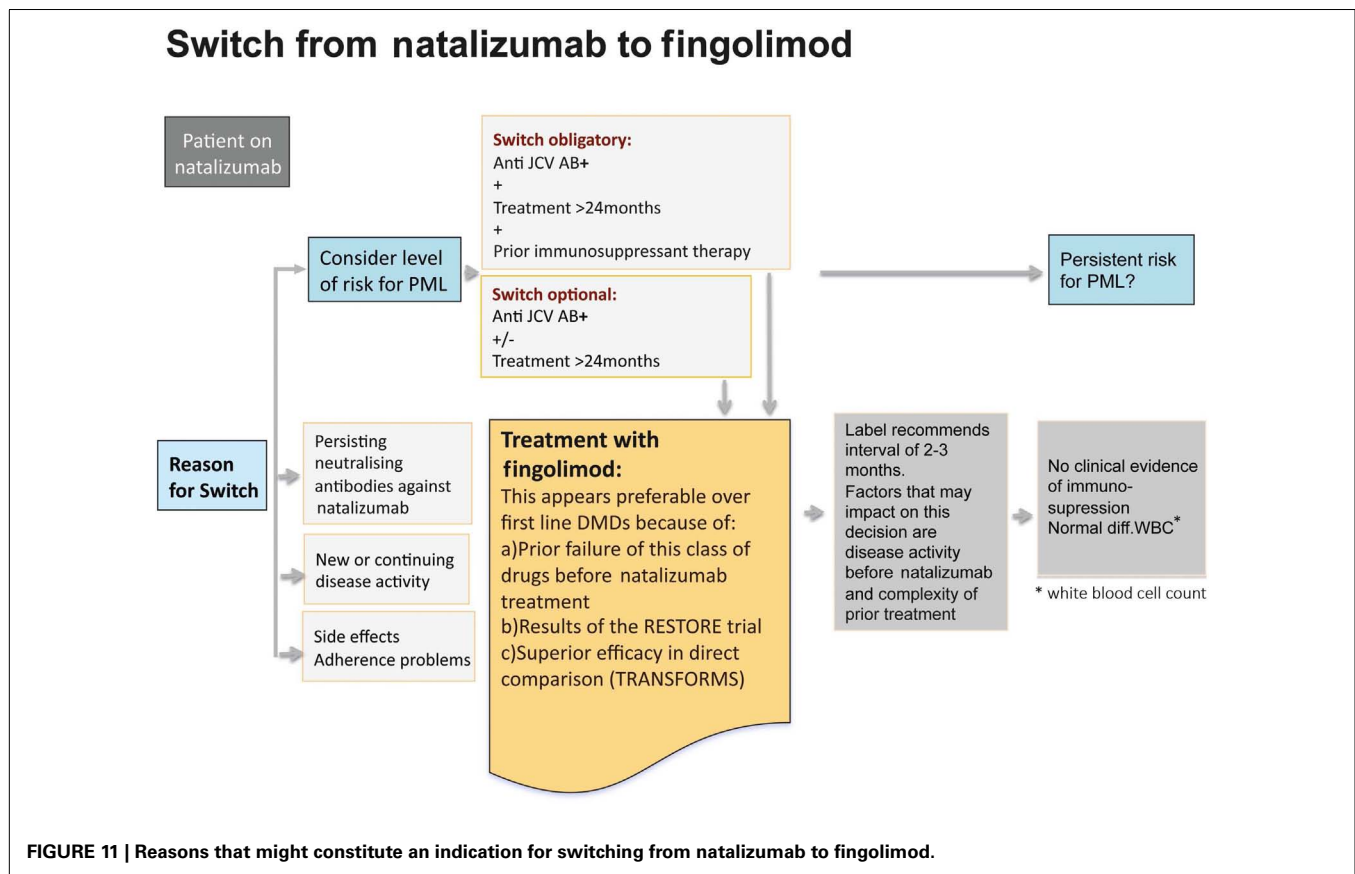 Switch from natalizumab to fingolimod
Patient on
natalizumab
Switch obligatory:
Anti JCV AB+
+
Treatment >24months
+
Prior immunosuppressant therapy
Consider level
of risk for PML
Persistent risk
for PML?
Switch optional:
Anti JCV AB+
+/-
Treatment >24months
Reason
for Switch
Persisting
neutralising
antibodies against
natalizumab
New or continuing
disease activity
Side effects
Adherence problems
Treatment with
fingolimod:
This appears preferable over
first line DMDs because of:
a)Prior failure of this class of
drugs before natalizumab
treatment
b)Results of the RESTORE trial
c)Superior efficacy in direct
comparison (TRANSFORMS)
Label recommends
interval of 2-3
months.
Factors that may
impact on this
decision are
disease activity
before natalizumab
and complexity of
prior treatment
No clinical evidence
of immuno-
supression
Normal diff.WBC*
* white blood cell count
FIGURE 11 | Reasons that might constitute an indication for switching from natalizumab to fingolimod.